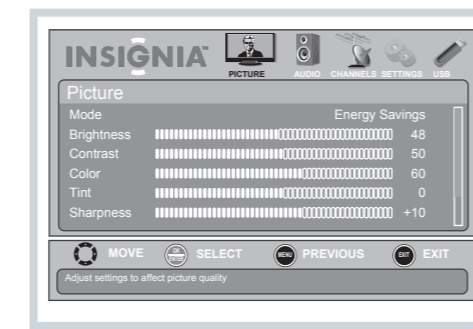 INSIGNIA™
PICTURE AUDIO CHANNELS SETTINGS USB
Picture
Mode Energy Savings
Brightness 48
Contrast 50
Color 60
Tint 0
Sharpness +10
MOVE OK ENTER SELECT MENU PREVIOUS EXIT EXIT
Adjust settings to affect picture quality